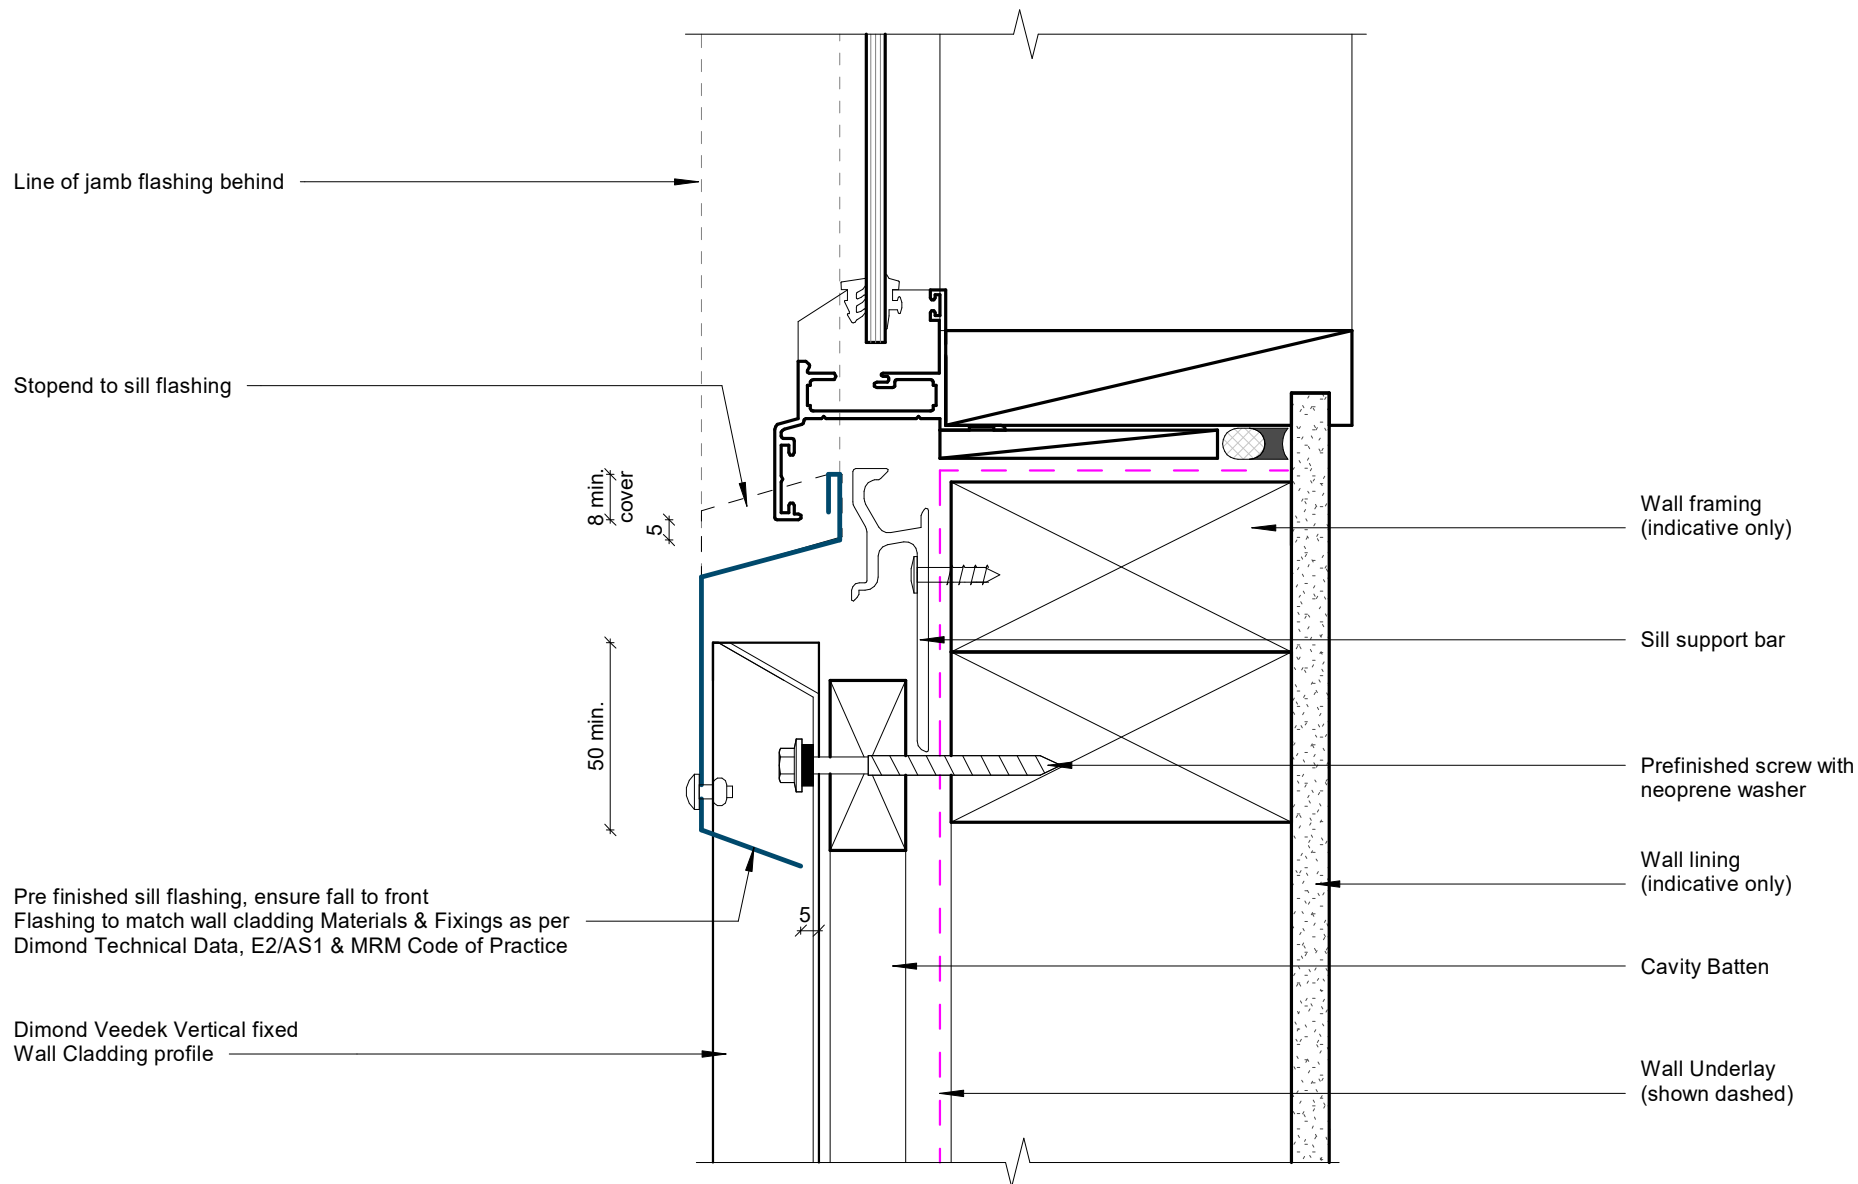 Line of jamb flashing behind
Stopend to sill flashing
8 min.
cover
5
50 min.
Pre finished sill flashing, ensure fall to front
Flashing to match wall cladding Materials & Fixings as per
Dimond Technical Data, E2/AS1 & MRM Code of Practice
5
Dimond Veedek Vertical fixed
Wall Cladding profile
Wall framing
(indicative only)
Sill support bar
Prefinished screw with
neoprene washer
Wall lining
(indicative only)
Cavity Batten
Wall Underlay
(shown dashed)